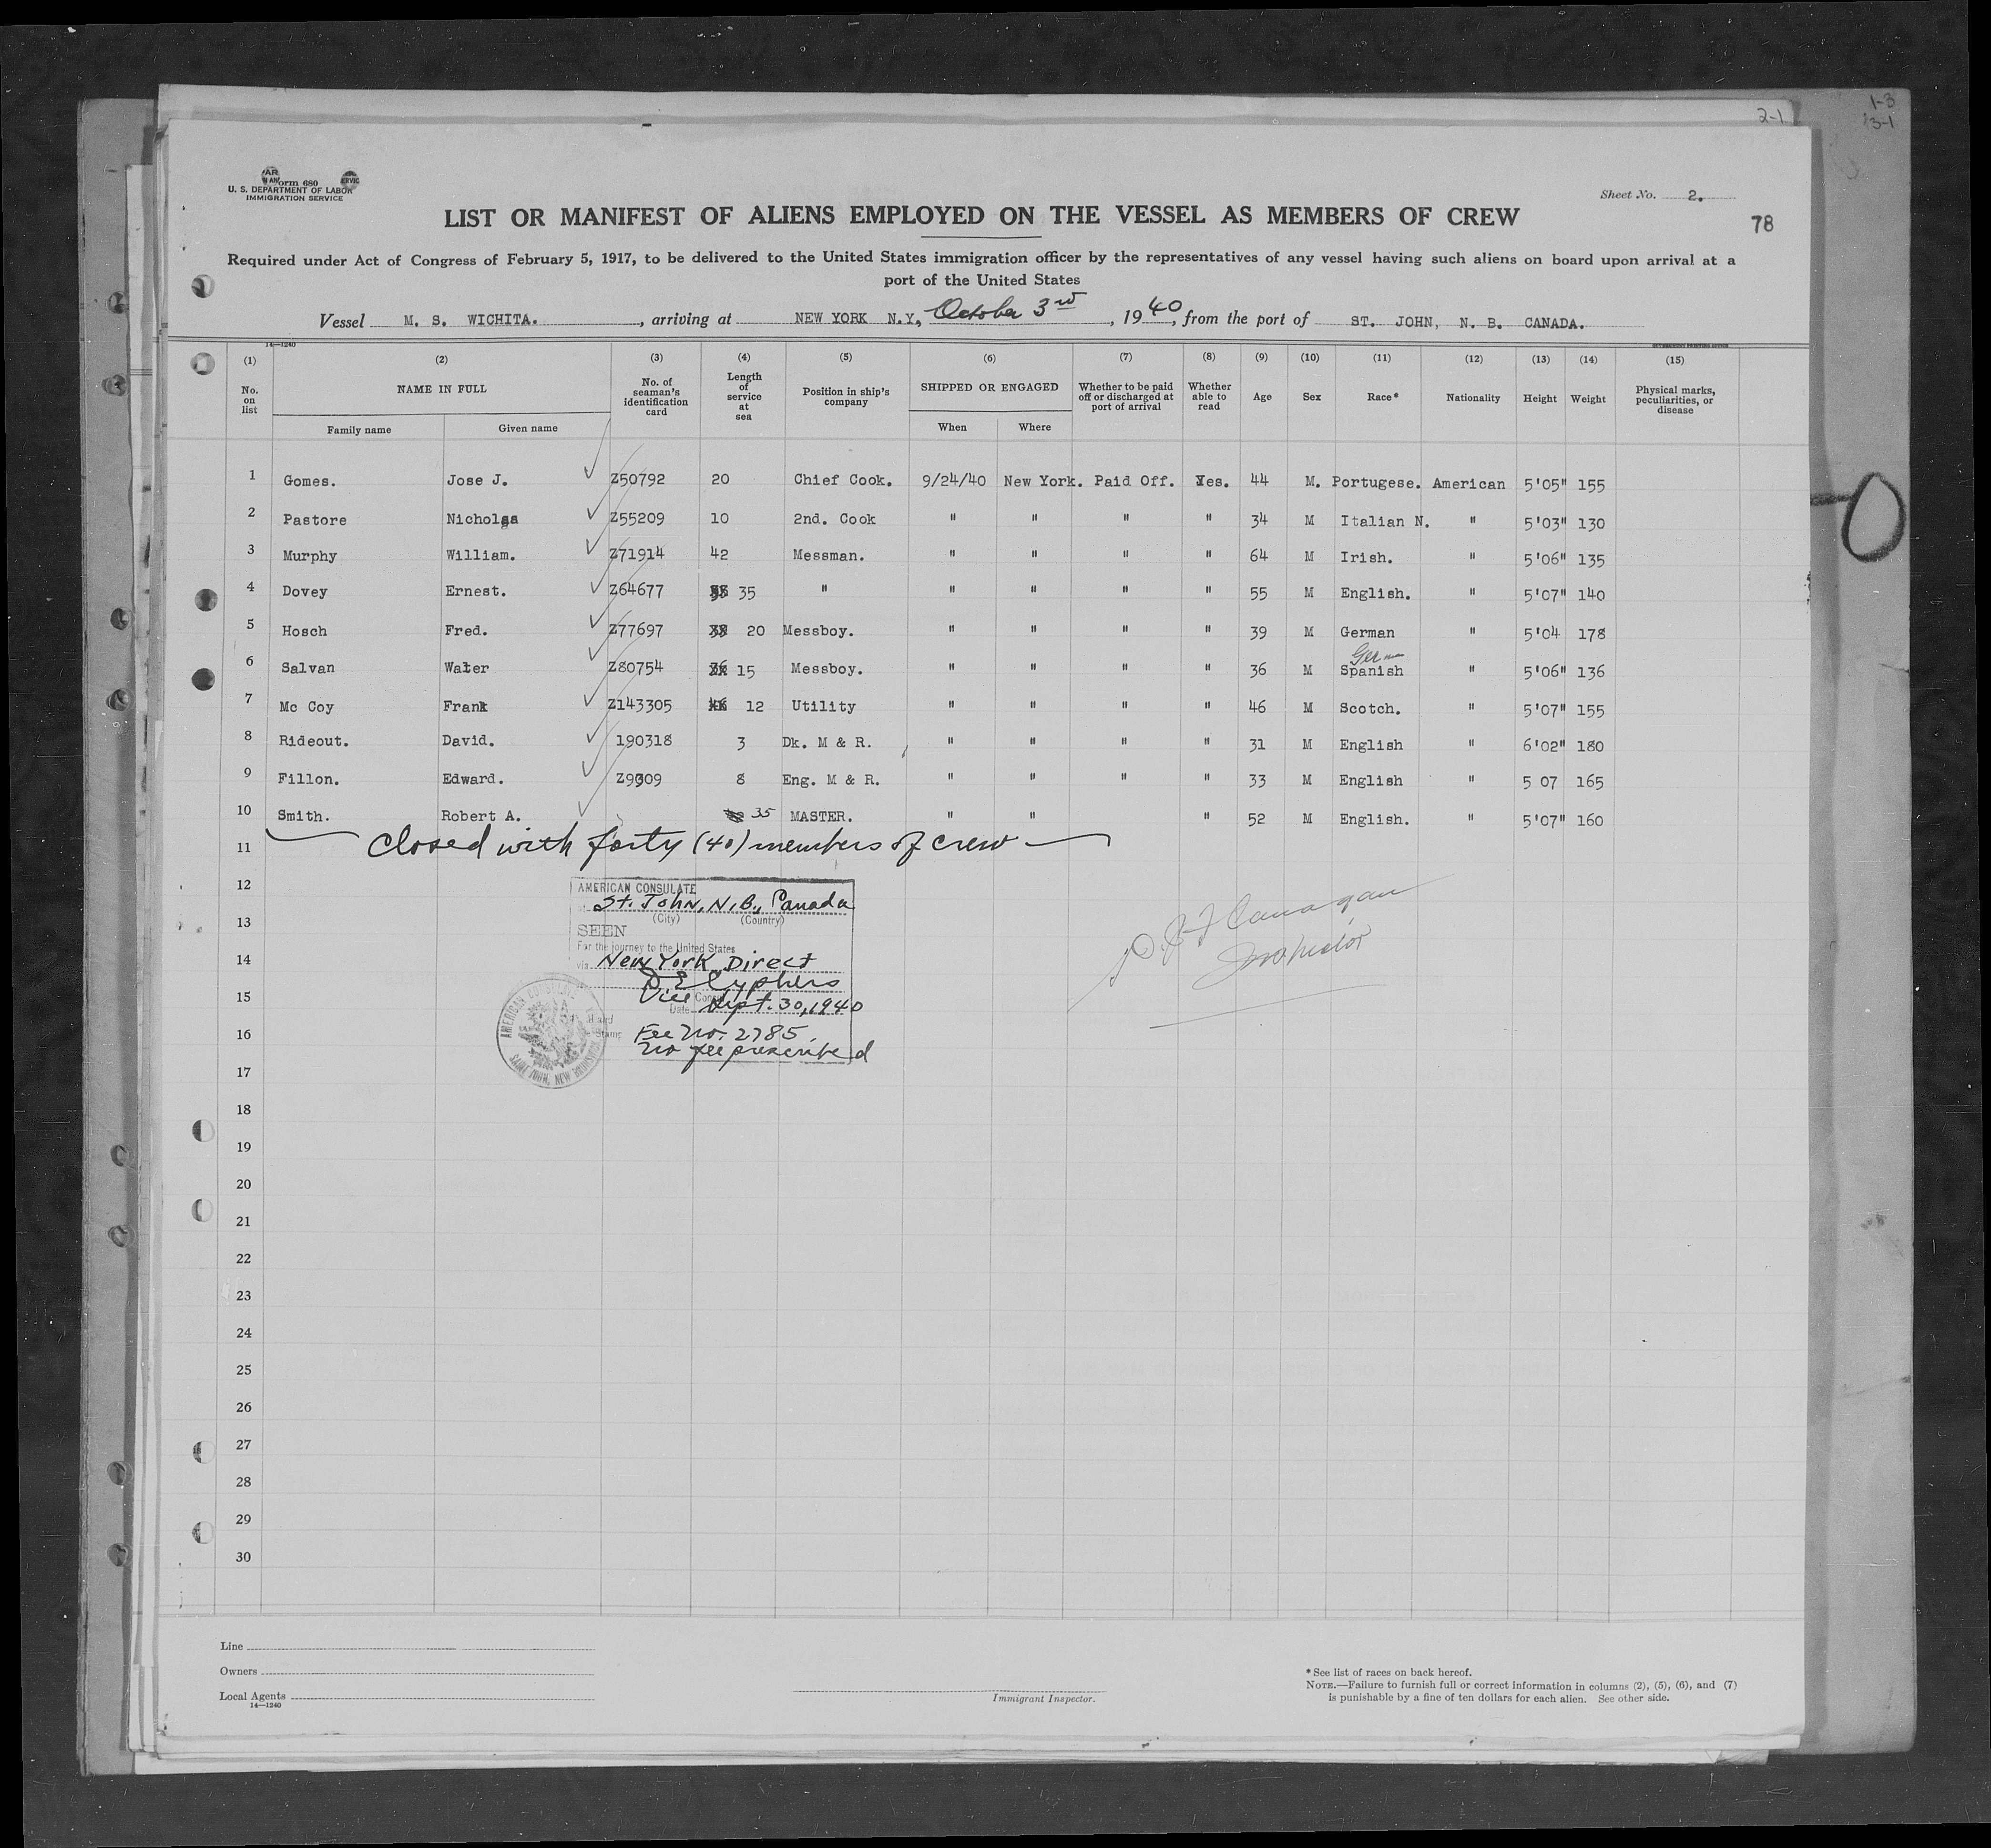 2-1
1-3
3-1
Form 680
U. S. DEPARTMENT OF LABOR
IMMIGRATION SERVICE
Sheet No. 2.
78
LIST OR MANIFEST OF ALIENS EMPLOYED ON THE VESSEL AS MEMBERS OF CREW
Required under Act of Congress of February 5, 1917, to be delivered to the United States immigration officer by the representatives of any vessel having such aliens on board upon arrival at a
port of the United States
Vessel M. S. WICHITA. , arriving at NEW YORK N.Y, October 3rd , 1940, from the port of ST. JOHN, N. B. CANADA.
14—1240
(1) (2) (3) (4) (5) (6) (7) (8) (9) (10) (11) (12) (13) (14) (15)
No. on list NAME IN FULL No. of seaman's identification card Length of service at sea Position in ship's company SHIPPED OR ENGAGED Whether to be paid off or discharged at port of arrival Whether able to read Age Sex Race* Nationality Height Weight Physical marks, peculiarities, or disease
Family name Given name When Where
1 Gomes. Jose J. Z50792 20 Chief Cook. 9/24/40 New York. Paid Off. Yes. 44 M. Portugese. American 5'05" 155
2 Pastore Nicholas Z55209 10 2nd. Cook " " " " 34 M Italian N. " 5'03" 130
3 Murphy William. Z71914 42 Messman. " " " " 64 M Irish. " 5'06" 135
4 Dovey Ernest. Z64677 35 " " " " " 55 M English. " 5'07" 140
5 Hosch Fred. Z77697 20 Messboy. " " " " 39 M German " 5'04 178
Ger
6 Salvan Walter Z80754 15 Messboy. " " " " 36 M Spanish " 5'06" 136
7 Mc Coy Frank Z143305 12 Utility " " " " 46 M Scotch. " 5'07" 155
8 Rideout. David. 190318 3 Dk. M & R. " " " " 31 M English " 6'02" 180
9 Fillon. Edward. Z9309 8 Eng. M & R. " " " " 33 M English " 5 07 165
10 Smith. Robert A. 35 MASTER. " " " 52 M English. " 5'07" 160
11 Closed with forty (40) members of crew
12
13
14
15
16
17
18
19
20
21
22
23
24
25
26
27
28
29
30
AMERICAN CONSULATE
St. John, N.B., Canada
(City) (Country)
SEEN
For the journey to the United States
via New York Direct
D. E. Cyphers
Vice Consul
Date Sept. 30, 1940
Fee No. 2785
No fee prescribed
AMERICAN CONSULATE
SAINT JOHN, NEW BRUNSWICK
Flanagan
Inspector
Line
Owners
Local Agents
14—1240
Immigrant Inspector.
* See list of races on back hereof.
NOTE.—Failure to furnish full or correct information in columns (2), (5), (6), and (7)
is punishable by a fine of ten dollars for each alien. See other side.